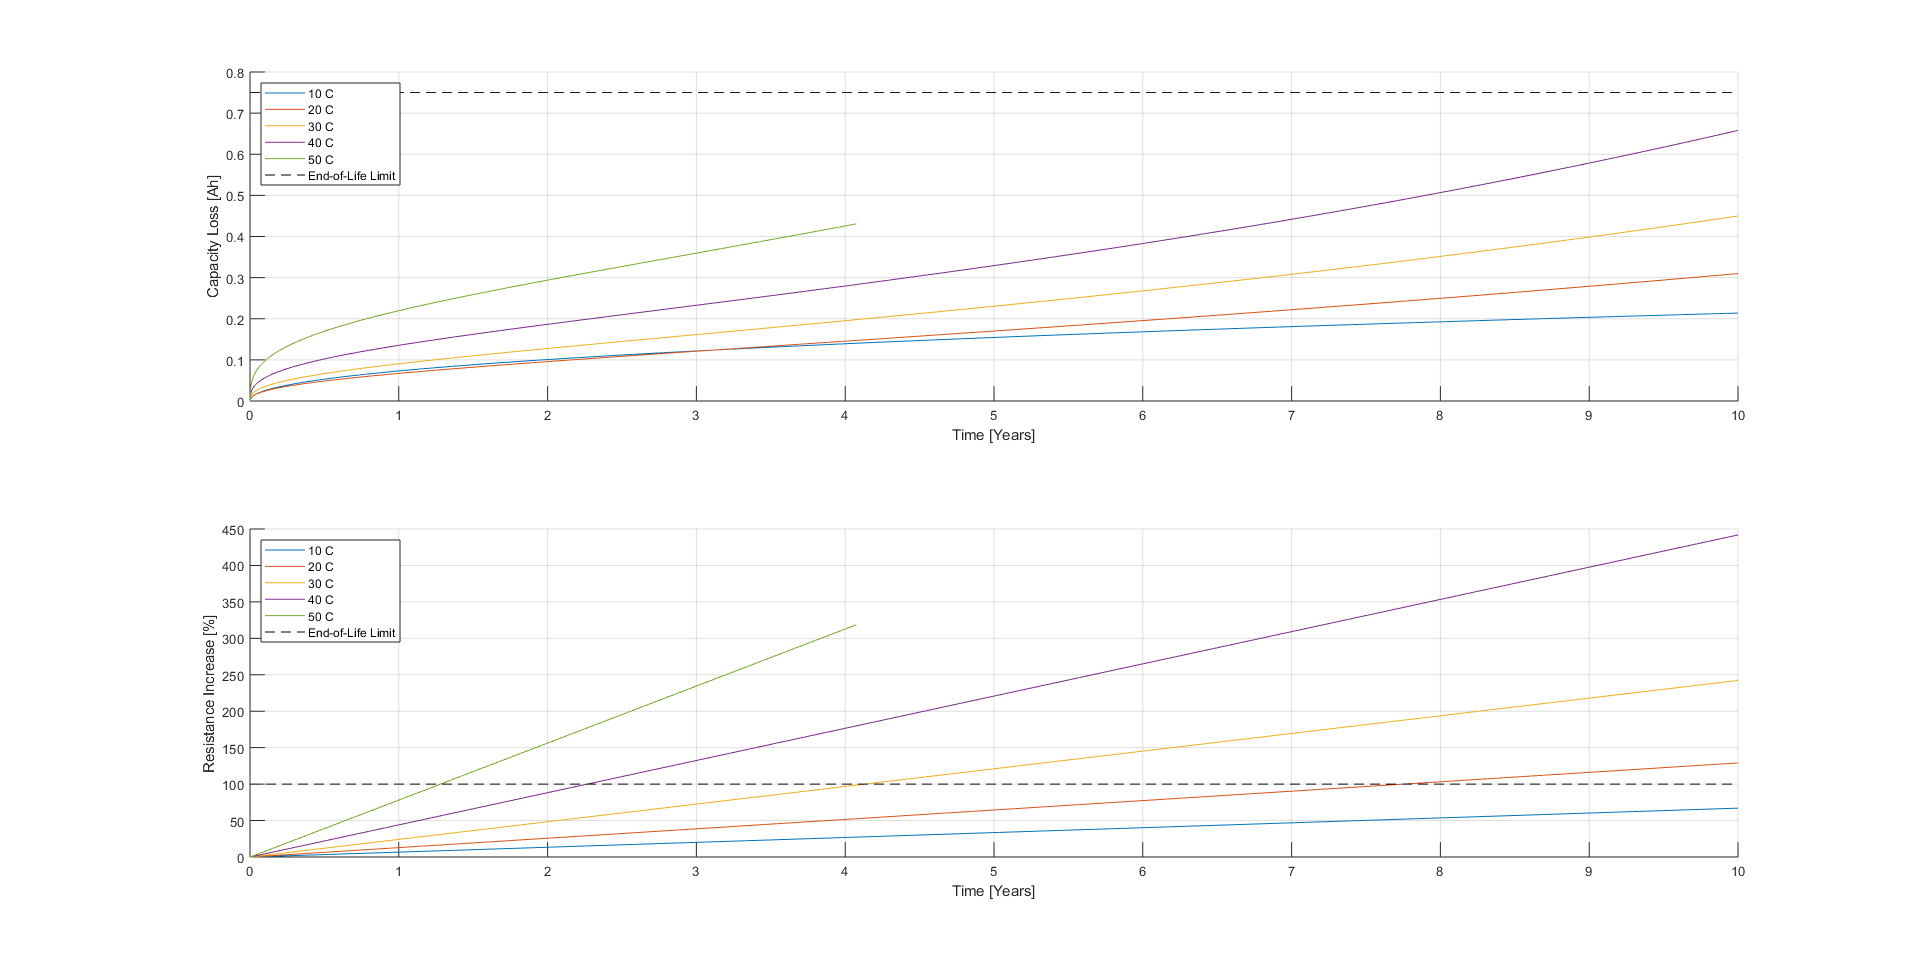 Capacity Loss [Ah]
0.8
0.7
0.6
0.5
0.4
0.3
0.2
0.1
0
10 C
20 C
30 C
40 C
50 C
End-of-Life Limit
0 1 2 3 4 5 6 7 8 9 10
Time [Years]
Resistance Increase [%]
450
400
350
300
250
200
150
100
50
0
10 C
20 C
30 C
40 C
50 C
End-of-Life Limit
0 1 2 3 4 5 6 7 8 9 10
Time [Years]